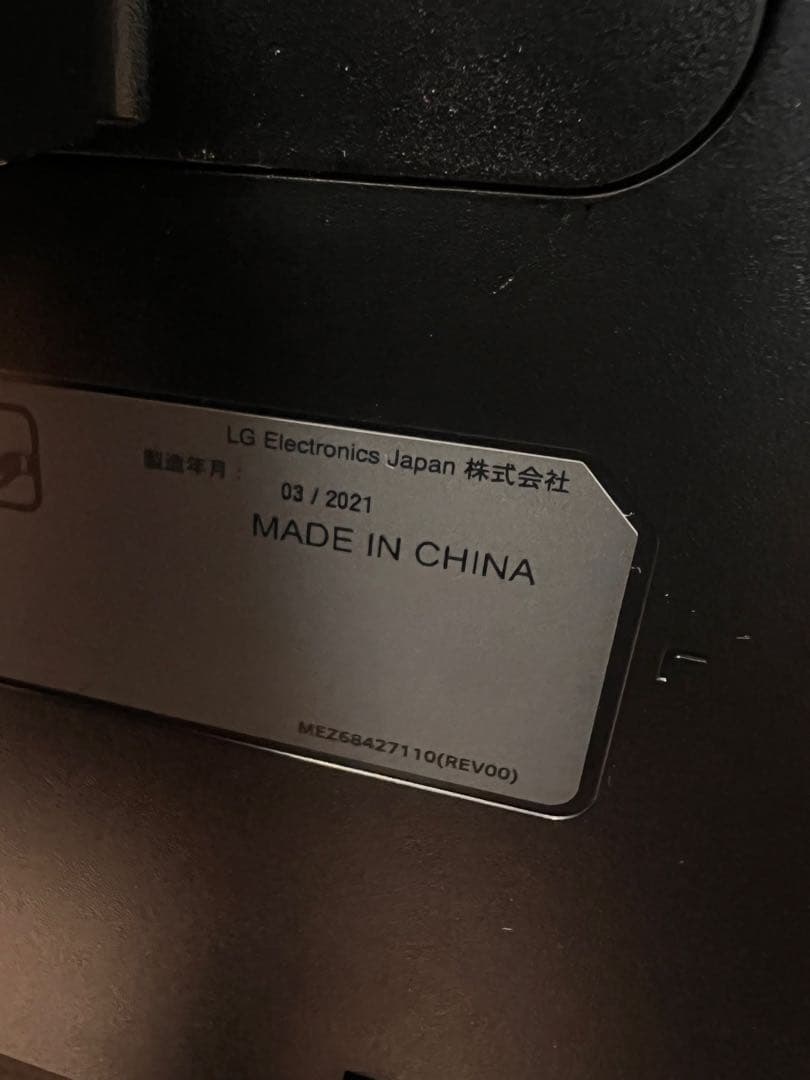 LG Electronics Japan 株式会社
製造年月:
03 / 2021
MADE IN CHINA
MEZ68427110(REV00)